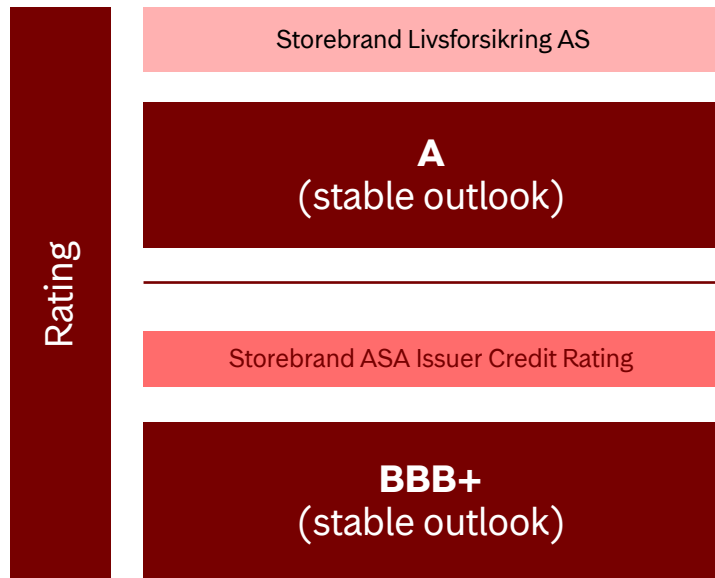 Rating
Storebrand Livsforsikring AS
A
(stable outlook)
Storebrand ASA Issuer Credit Rating
BBB+
(stable outlook)